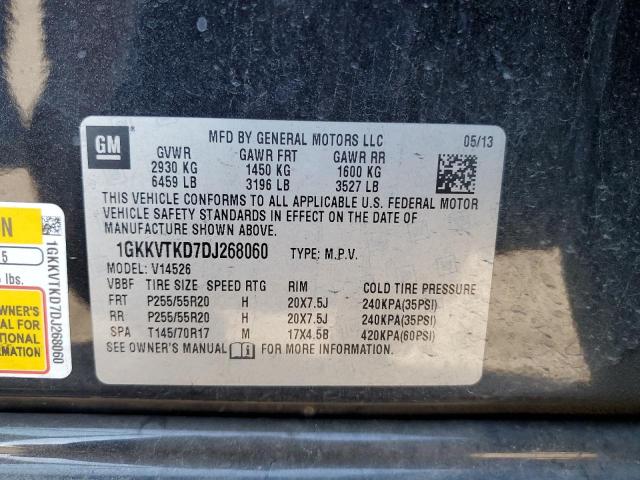 GM
MFD BY GENERAL MOTORS LLC 05/13
GVWR GAWR FRT GAWR RR
2930 KG 1450 KG 1600 KG
6459 LB 3196 LB 3527 LB
THIS VEHICLE CONFORMS TO ALL APPLICABLE U.S. FEDERAL MOTOR
VEHICLE SAFETY STANDARDS IN EFFECT ON THE DATE OF
MANUFACTURE SHOWN ABOVE.
1GKKVTKD7DJ268060 TYPE: M.P.V.
MODEL: V14526
VBBF TIRE SIZE SPEED RTG RIM COLD TIRE PRESSURE
FRT P255/55R20 H 20X7.5J 240KPA(35PSI)
RR P255/55R20 H 20X7.5J 240KPA(35PSI)
SPA T145/70R17 M 17X4.5B 420KPA(60PSI)
SEE OWNER'S MANUAL FOR MORE INFORMATION.
5
lbs.
OWNER'S
FOR
1GKKVTKD7DJ268060